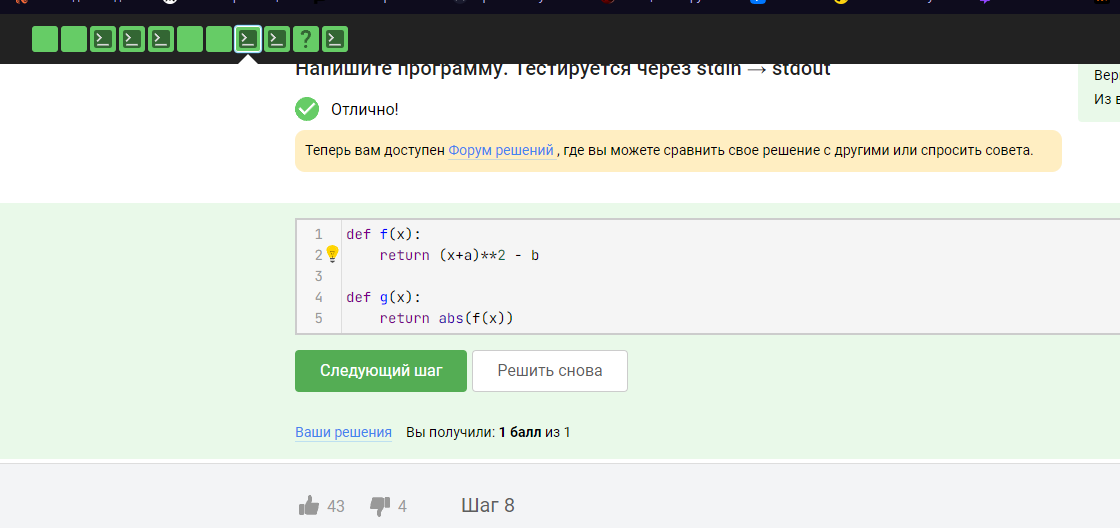 ?
Напишите программу. Тестируется через stdin → stdout
Отлично!
Теперь вам доступен Форум решений , где вы можете сравнить свое решение с другими или спросить совета.
Из в
1 def f(x):
2 return (x+a)**2 - b
3
4 def g(x):
5 return abs(f(x))
Следующий шаг Решить снова
Ваши решения Вы получили: 1 балл из 1
43 4 Шаг 8